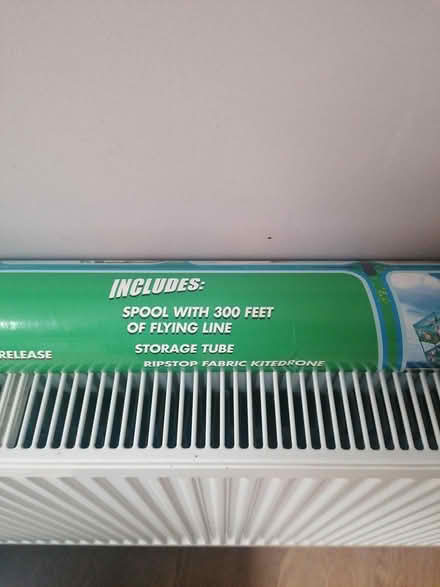 INCLUDES:
SPOOL WITH 300 FEET
OF FLYING LINE
STORAGE TUBE
RELEASE
RIPSTOP FABRIC KITEDRONE